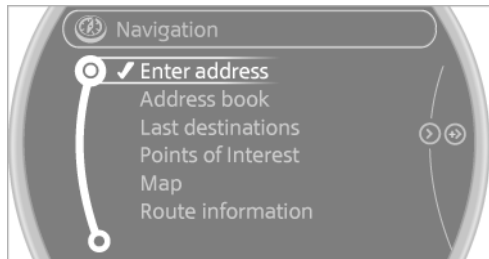 Navigation
Enter address
Address book
Last destinations
Points of Interest
Map
Route information